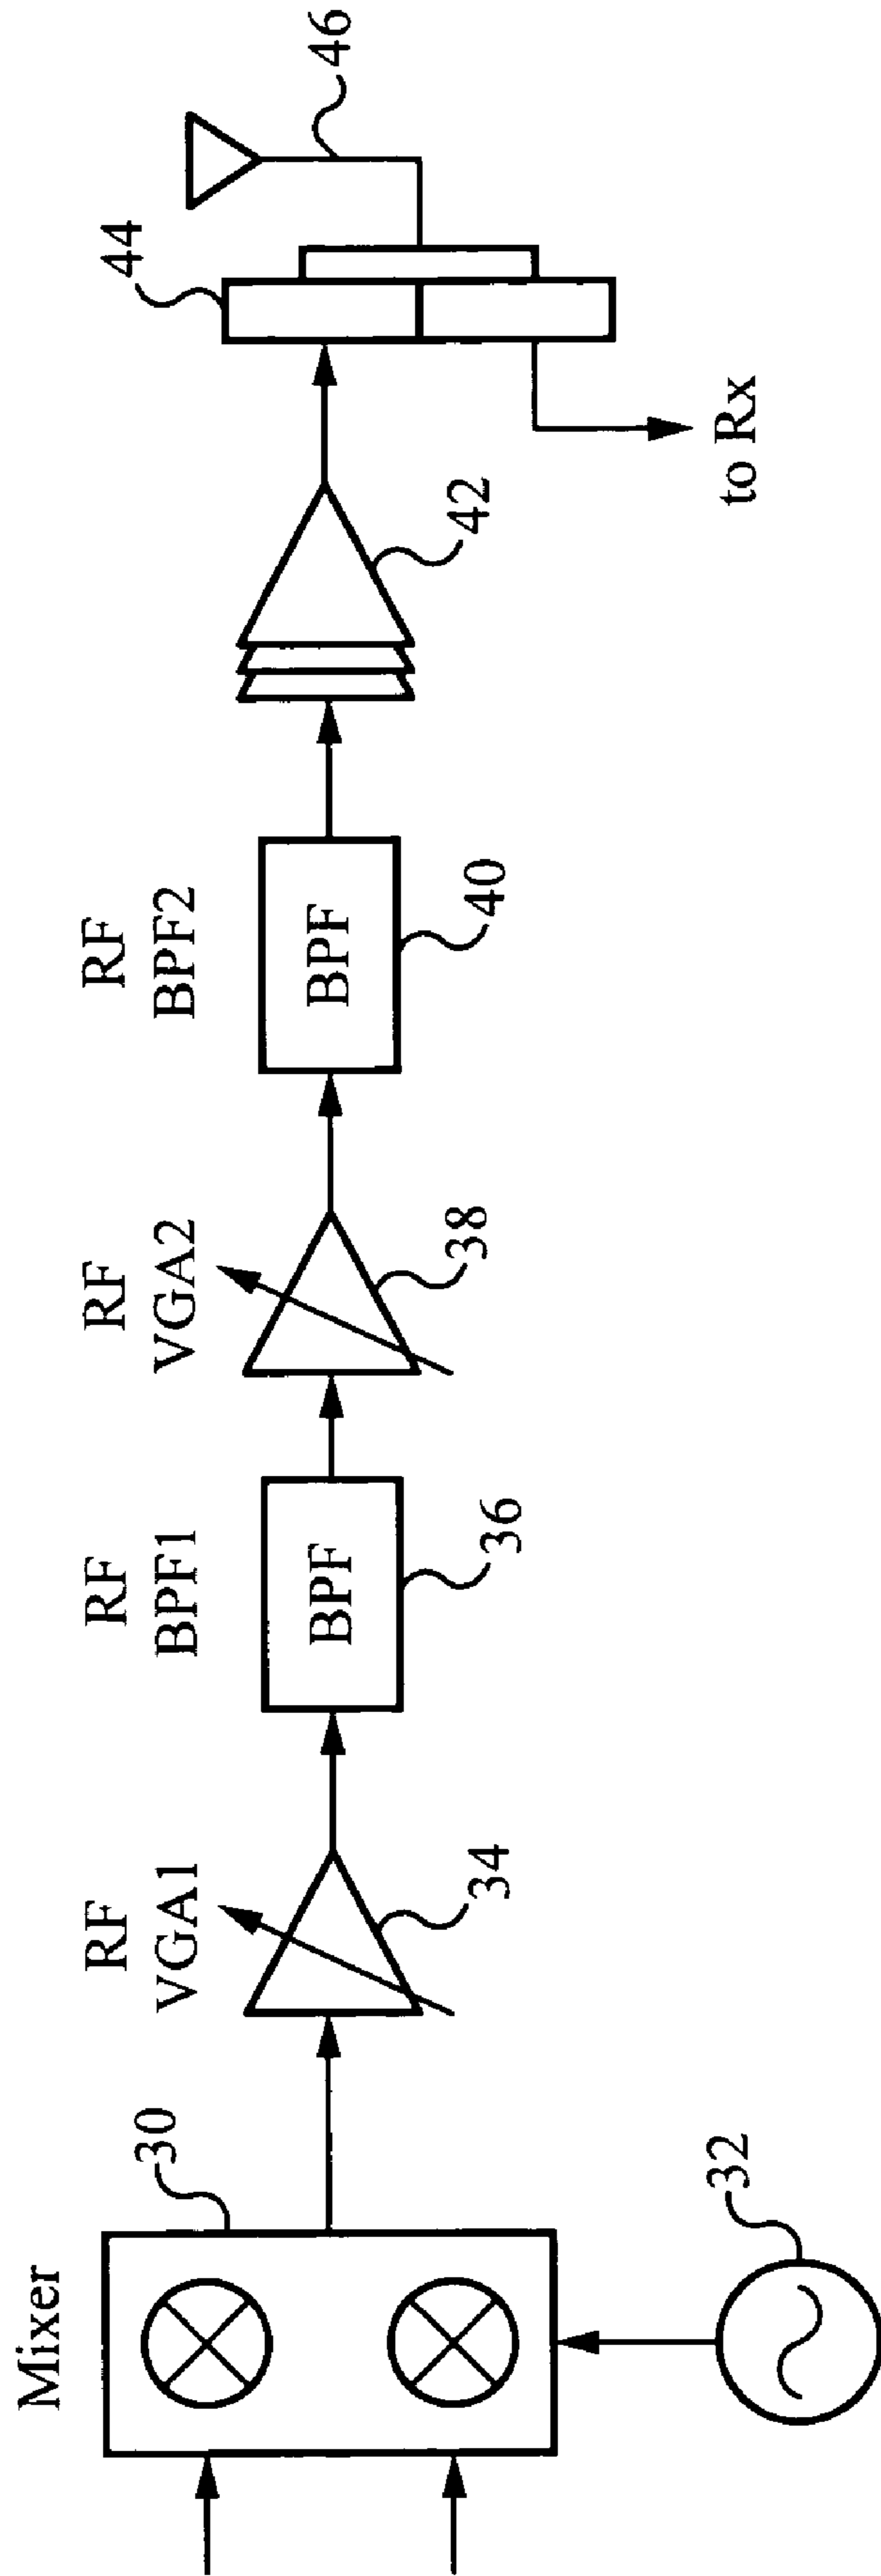 Mixer
30
32
RF
VGA1
34
RF
BPF1
BPF
36
RF
VGA2
38
RF
BPF2
BPF
40
42
44
46
to Rx